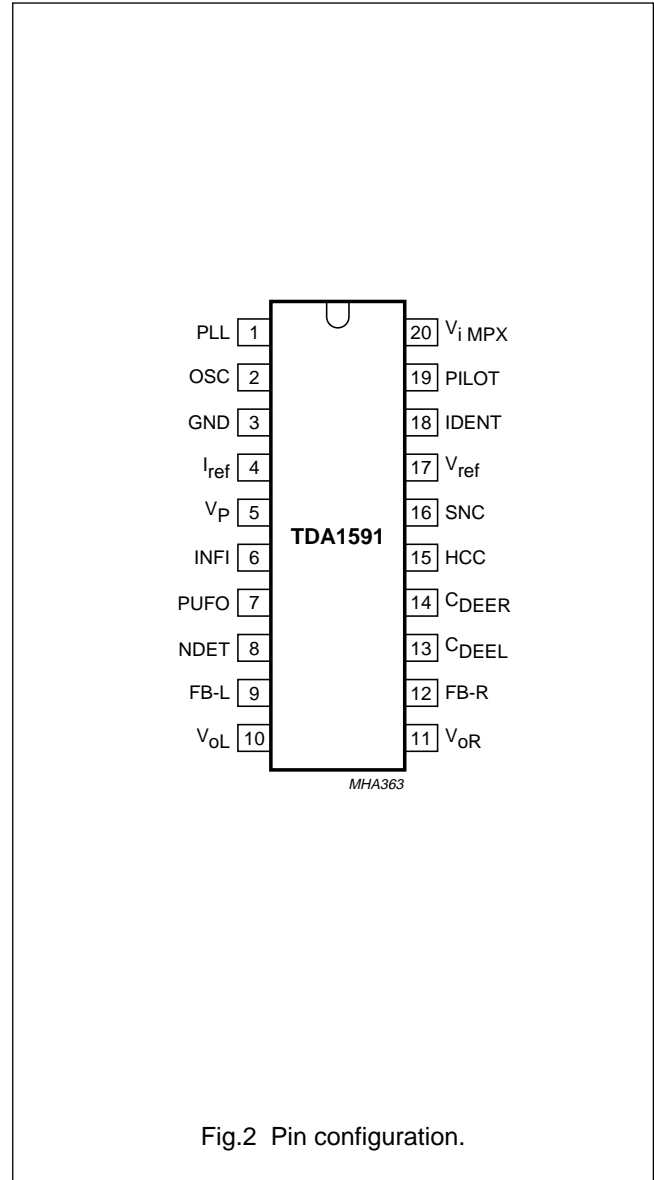 PLL 1
OSC 2
GND 3
Iref 4
VP 5
INFI 6
PUFO 7
NDET 8
FB-L 9
VoL 10
TDA1591
20 Vi MPX
19 PILOT
18 IDENT
17 Vref
16 SNC
15 HCC
14 CDEER
13 CDEEL
12 FB-R
11 VoR
MHA363
Fig.2 Pin configuration.